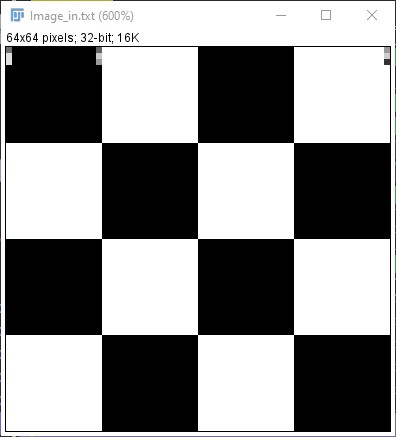 Image_in.txt (600%)
64x64 pixels; 32-bit; 16K